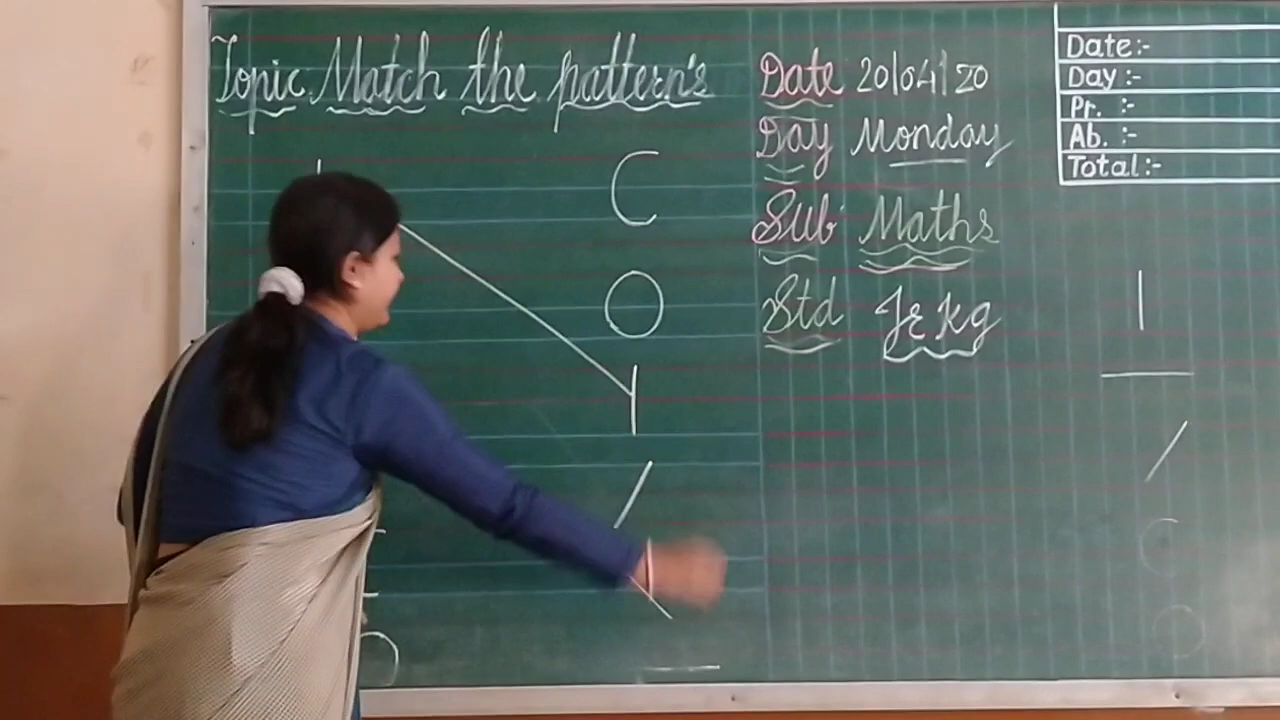 Topic Match the pattern's
Date 20/04/20
Day Monday
Sub Maths
Std Jr kg
Date:-
Day :-
Pr. :-
Ab. :-
Total:-